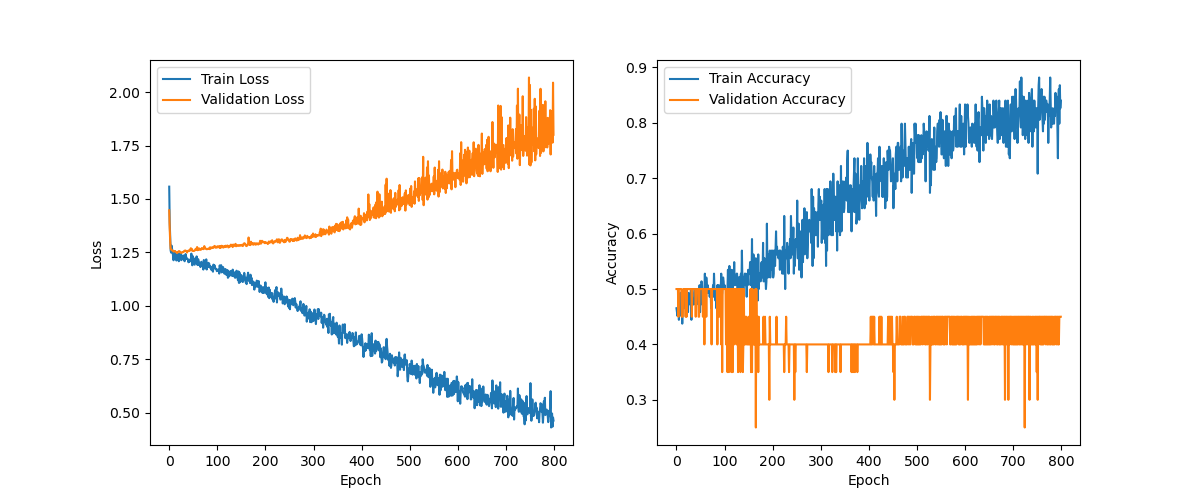 Train Loss
Validation Loss
2.00
1.75
1.50
1.25
1.00
0.75
0.50
Loss
0 100 200 300 400 500 600 700 800
Epoch
Train Accuracy
Validation Accuracy
0.9
0.8
0.7
0.6
0.5
0.4
0.3
Accuracy
0 100 200 300 400 500 600 700 800
Epoch